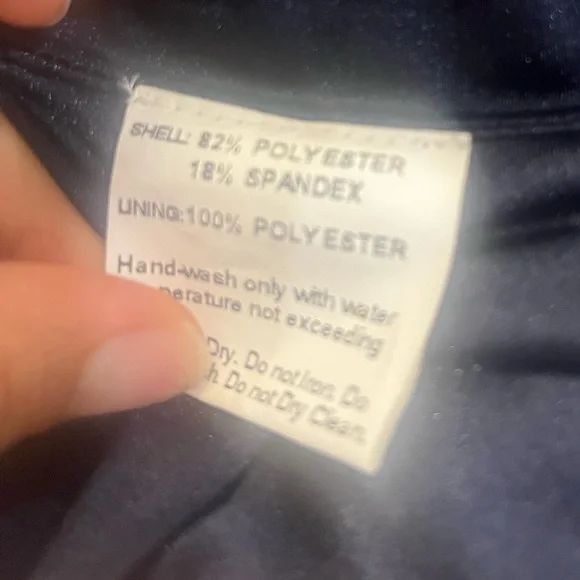 SHELL: 82% POLYESTER
18% SPANDEX
LINING:100% POLYESTER
Hand-wash only with water
perature not exceeding
Dry. Do not Iron. Do
h. Do not Dry Clean.